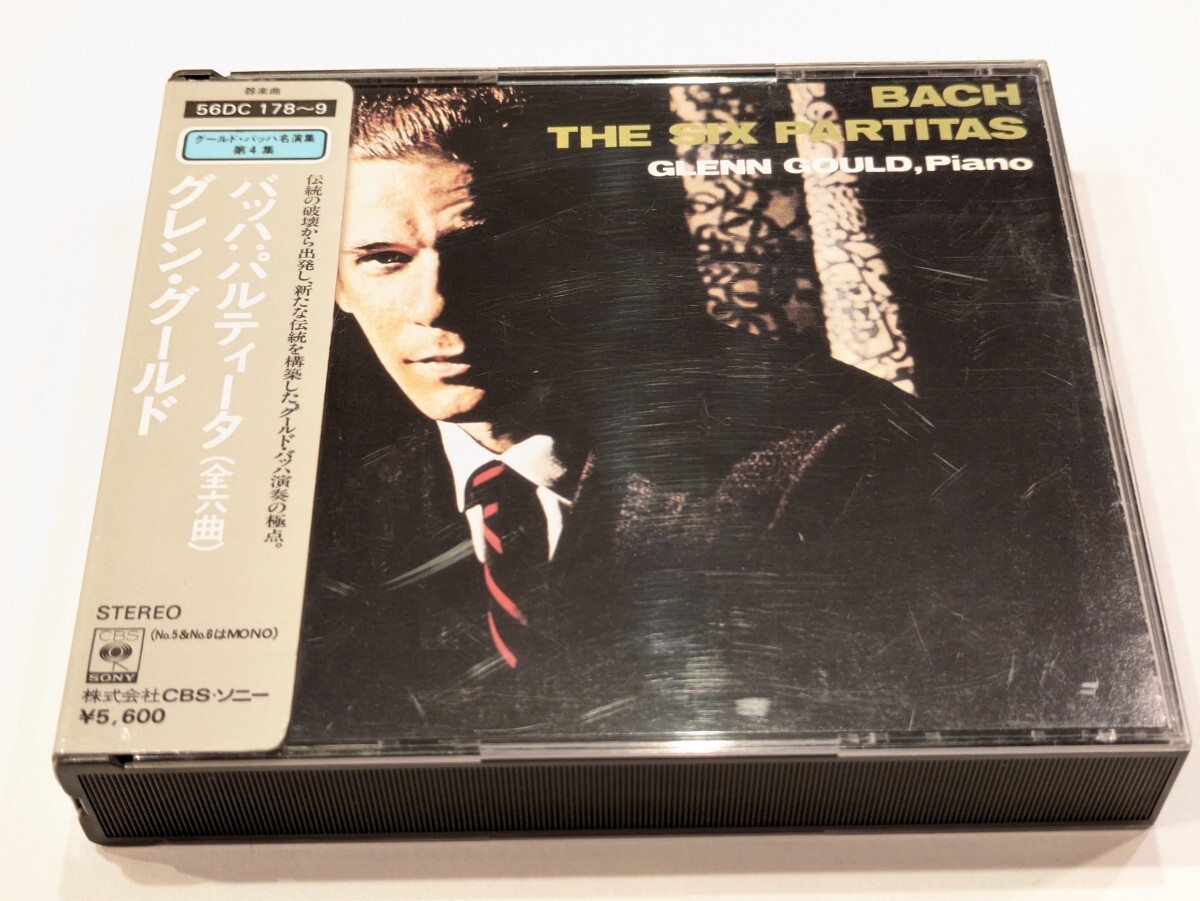 器楽曲
56DC 178~9
グールド・バッハ名演集
第4集
バッハ:パルティータ(全六曲)
グレン・グールド
伝統の破壊から出発し、新たな伝統を構築した、グールド・バッハ演奏の極点。
STEREO
(No.5&No.6はMONO)
CBS
SONY
株式会社CBS・ソニー
¥5,600
BACH
THE SIX PARTITAS
GLENN GOULD, Piano